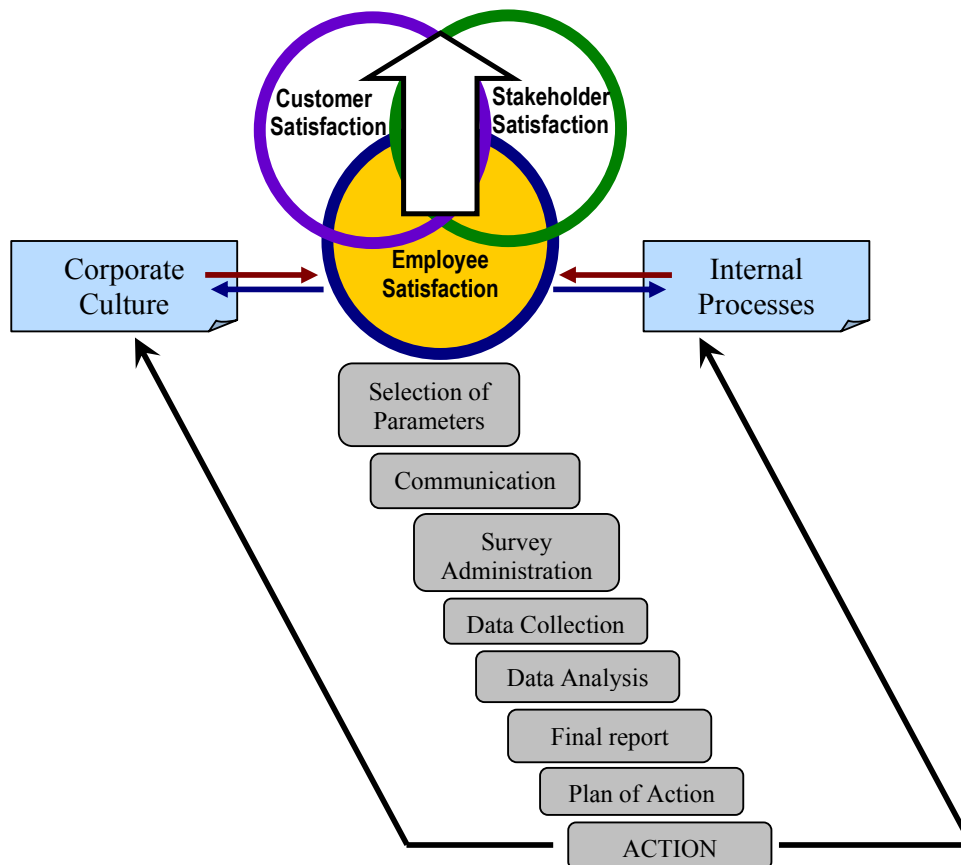 Customer
Satisfaction
Stakeholder
Satisfaction
Employee
Satisfaction
Corporate
Culture
Internal
Processes
Selection of
Parameters
Communication
Survey
Administration
Data Collection
Data Analysis
Final report
Plan of Action
ACTION